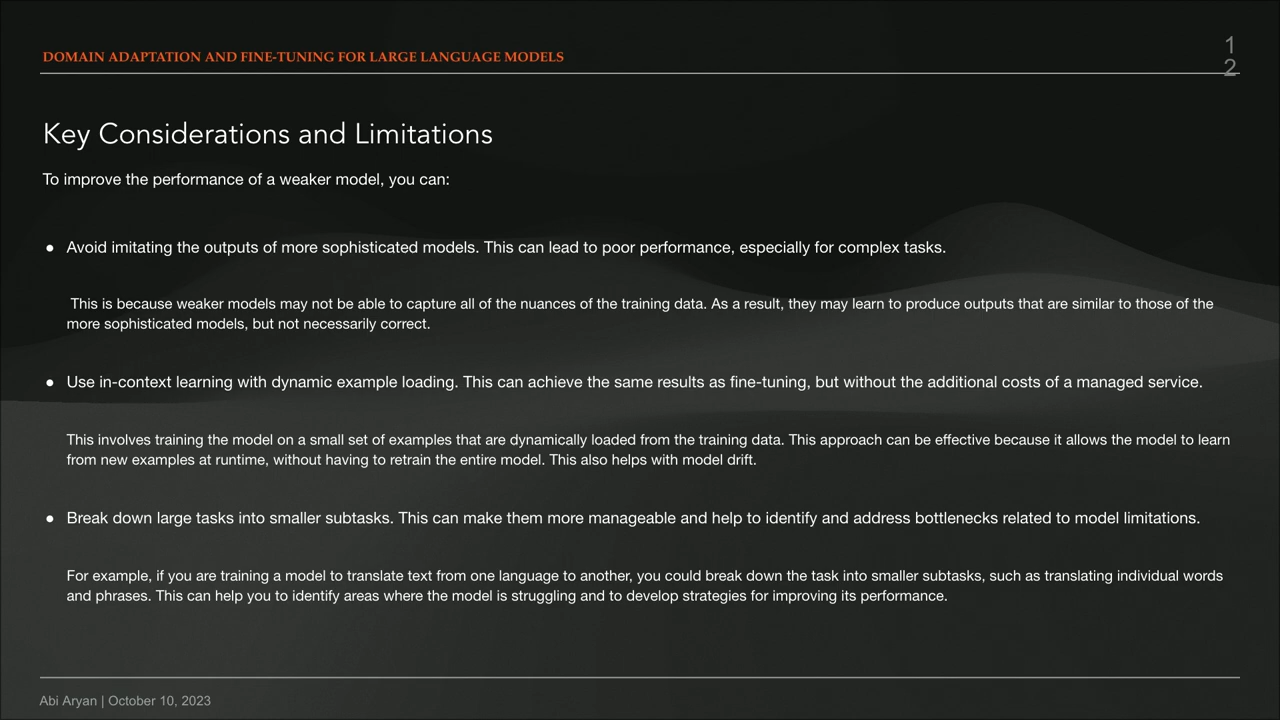 DOMAIN ADAPTATION AND FINE-TUNING FOR LARGE LANGUAGE MODELS
1
2
Key Considerations and Limitations
To improve the performance of a weaker model, you can:
● Avoid imitating the outputs of more sophisticated models. This can lead to poor performance, especially for complex tasks.
This is because weaker models may not be able to capture all of the nuances of the training data. As a result, they may learn to produce outputs that are similar to those of the
more sophisticated models, but not necessarily correct.
● Use in-context learning with dynamic example loading. This can achieve the same results as fine-tuning, but without the additional costs of a managed service.
This involves training the model on a small set of examples that are dynamically loaded from the training data. This approach can be effective because it allows the model to learn
from new examples at runtime, without having to retrain the entire model. This also helps with model drift.
● Break down large tasks into smaller subtasks. This can make them more manageable and help to identify and address bottlenecks related to model limitations.
For example, if you are training a model to translate text from one language to another, you could break down the task into smaller subtasks, such as translating individual words
and phrases. This can help you to identify areas where the model is struggling and to develop strategies for improving its performance.
Abi Aryan | October 10, 2023